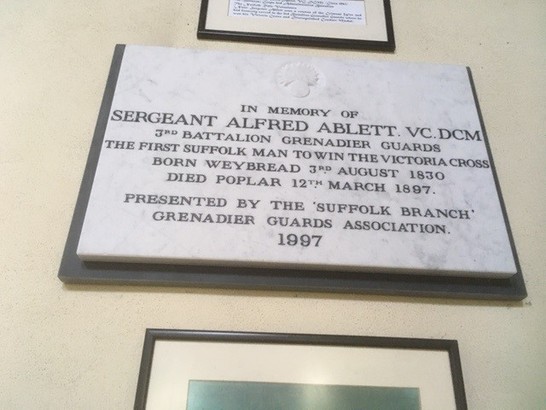 IN MEMORY OF
SERGEANT ALFRED ABLETT. VC. DCM
3RD BATTALION GRENADIER GUARDS
THE FIRST SUFFOLK MAN TO WIN THE VICTORIA CROSS
BORN WEYBREAD 3RD AUGUST 1830
DIED POPLAR 12TH MARCH 1897.
PRESENTED BY THE 'SUFFOLK BRANCH'
GRENADIER GUARDS ASSOCIATION.
1997